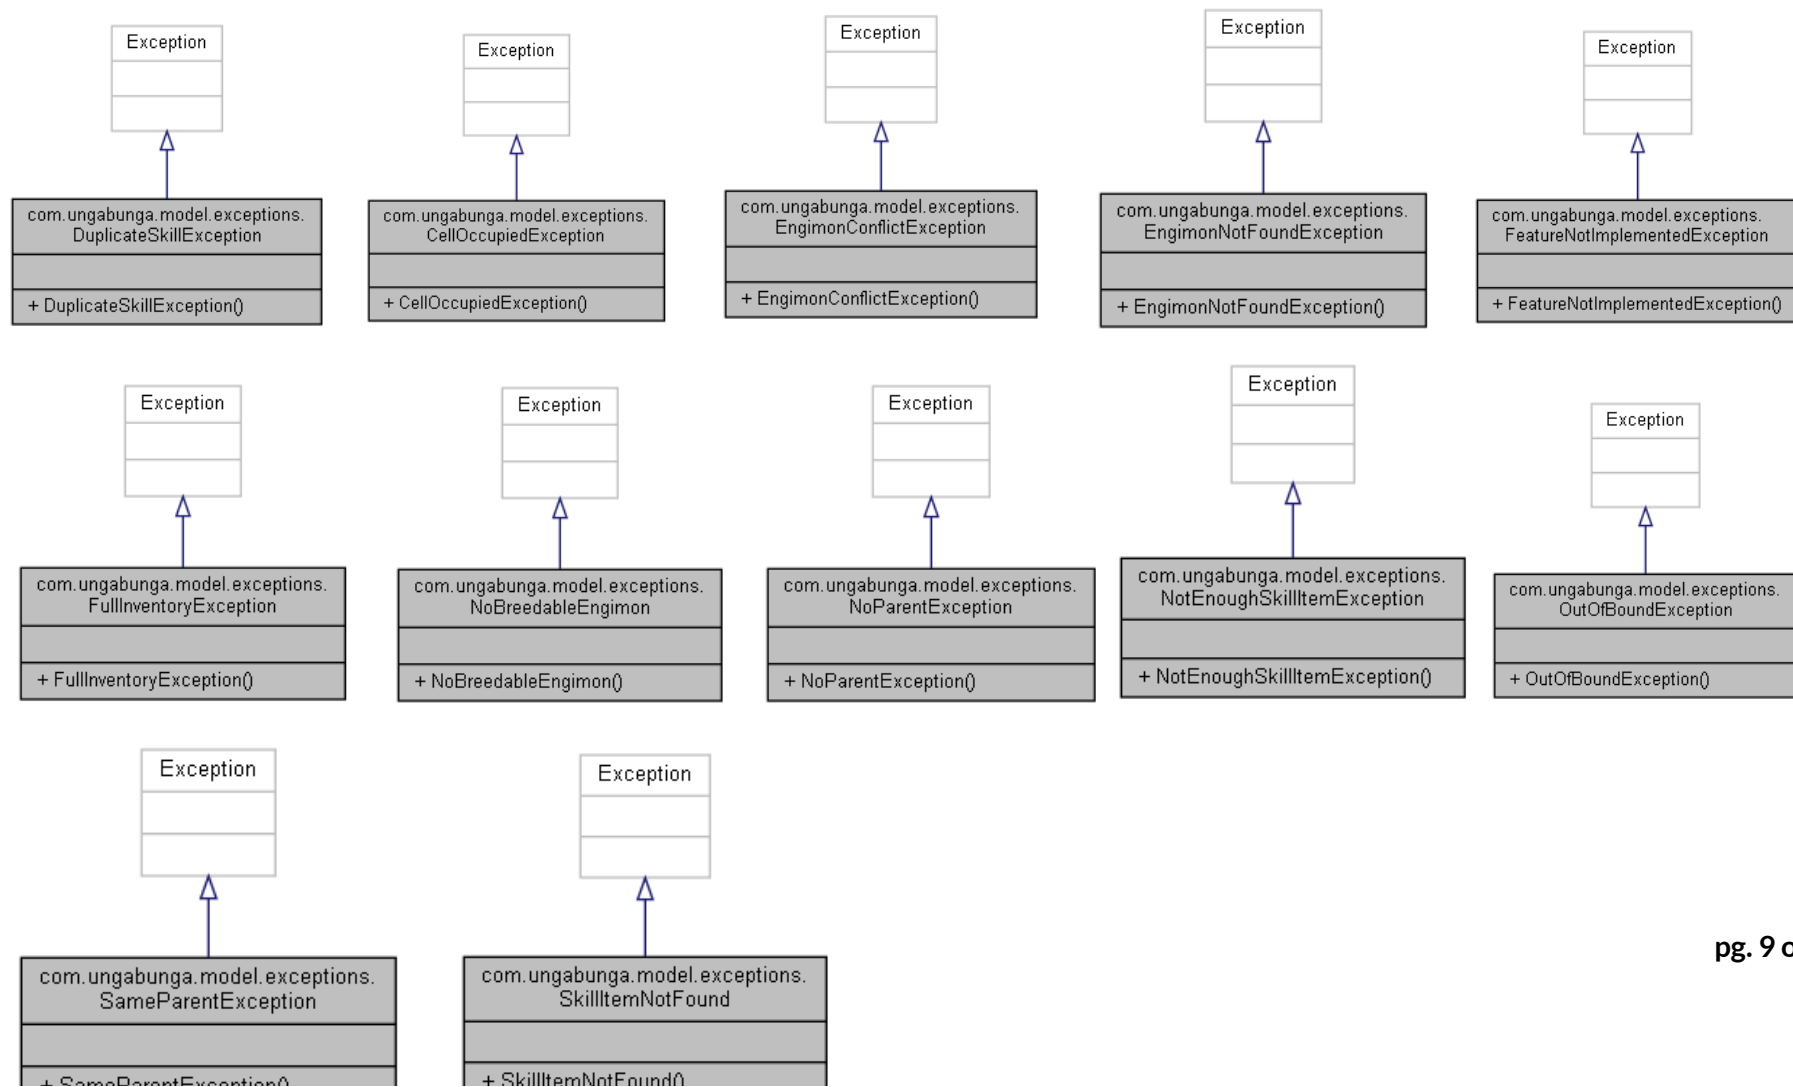 Exception
Exception
Exception
Exception
Exception
com.ungabunga.model.exceptions.
DuplicateSkillException
+ DuplicateSkillException()
com.ungabunga.model.exceptions.
CellOccupiedException
+ CellOccupiedException()
com.ungabunga.model.exceptions.
EngimonConflictException
+ EngimonConflictException()
com.ungabunga.model.exceptions.
EngimonNotFoundException
+ EngimonNotFoundException()
com.ungabunga.model.exceptions.
FeatureNotImplementedException
+ FeatureNotImplementedException()
Exception
Exception
Exception
Exception
Exception
com.ungabunga.model.exceptions.
FullInventoryException
+ FullInventoryException()
com.ungabunga.model.exceptions.
NoBreedableEngimon
+ NoBreedableEngimon()
com.ungabunga.model.exceptions.
NoParentException
+ NoParentException()
com.ungabunga.model.exceptions.
NotEnoughSkillItemException
+ NotEnoughSkillItemException()
com.ungabunga.model.exceptions.
OutOfBoundException
+ OutOfBoundException()
Exception
Exception
com.ungabunga.model.exceptions.
SameParentException
+ SameParentException()
com.ungabunga.model.exceptions.
SkillItemNotFound
+ SkillItemNotFound()
pg. 9